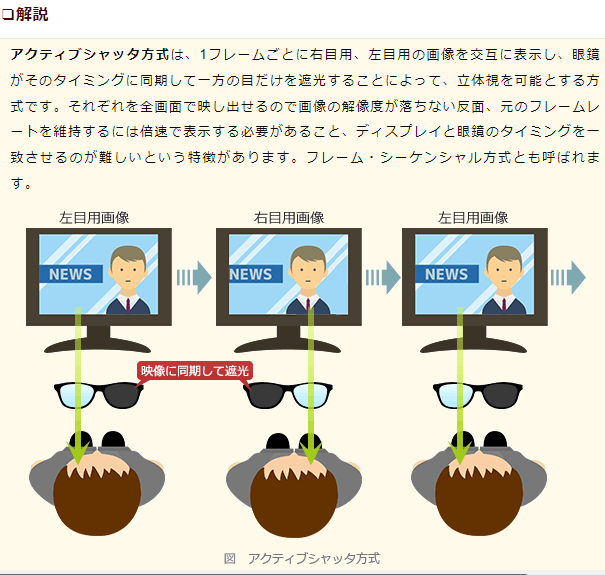 ❏解説
アクティブシャッタ方式は、1フレームごとに右目用、左目用の画像を交互に表示し、眼鏡
がそのタイミングに同期して一方の目だけを遮光することによって、立体視を可能とする方
式です。それぞれを全画面で映し出せるので画像の解像度が落ちない反面、元のフレームレ
ートを維持するには倍速で表示する必要があること、ディスプレイと眼鏡のタイミングを一
致させるのが難しいという特徴があります。フレーム・シーケンシャル方式とも呼ばれま
す。
左目用画像
右目用画像
左目用画像
NEWS
NEWS
NEWS
映像に同期して遮光
図 アクティブシャッタ方式